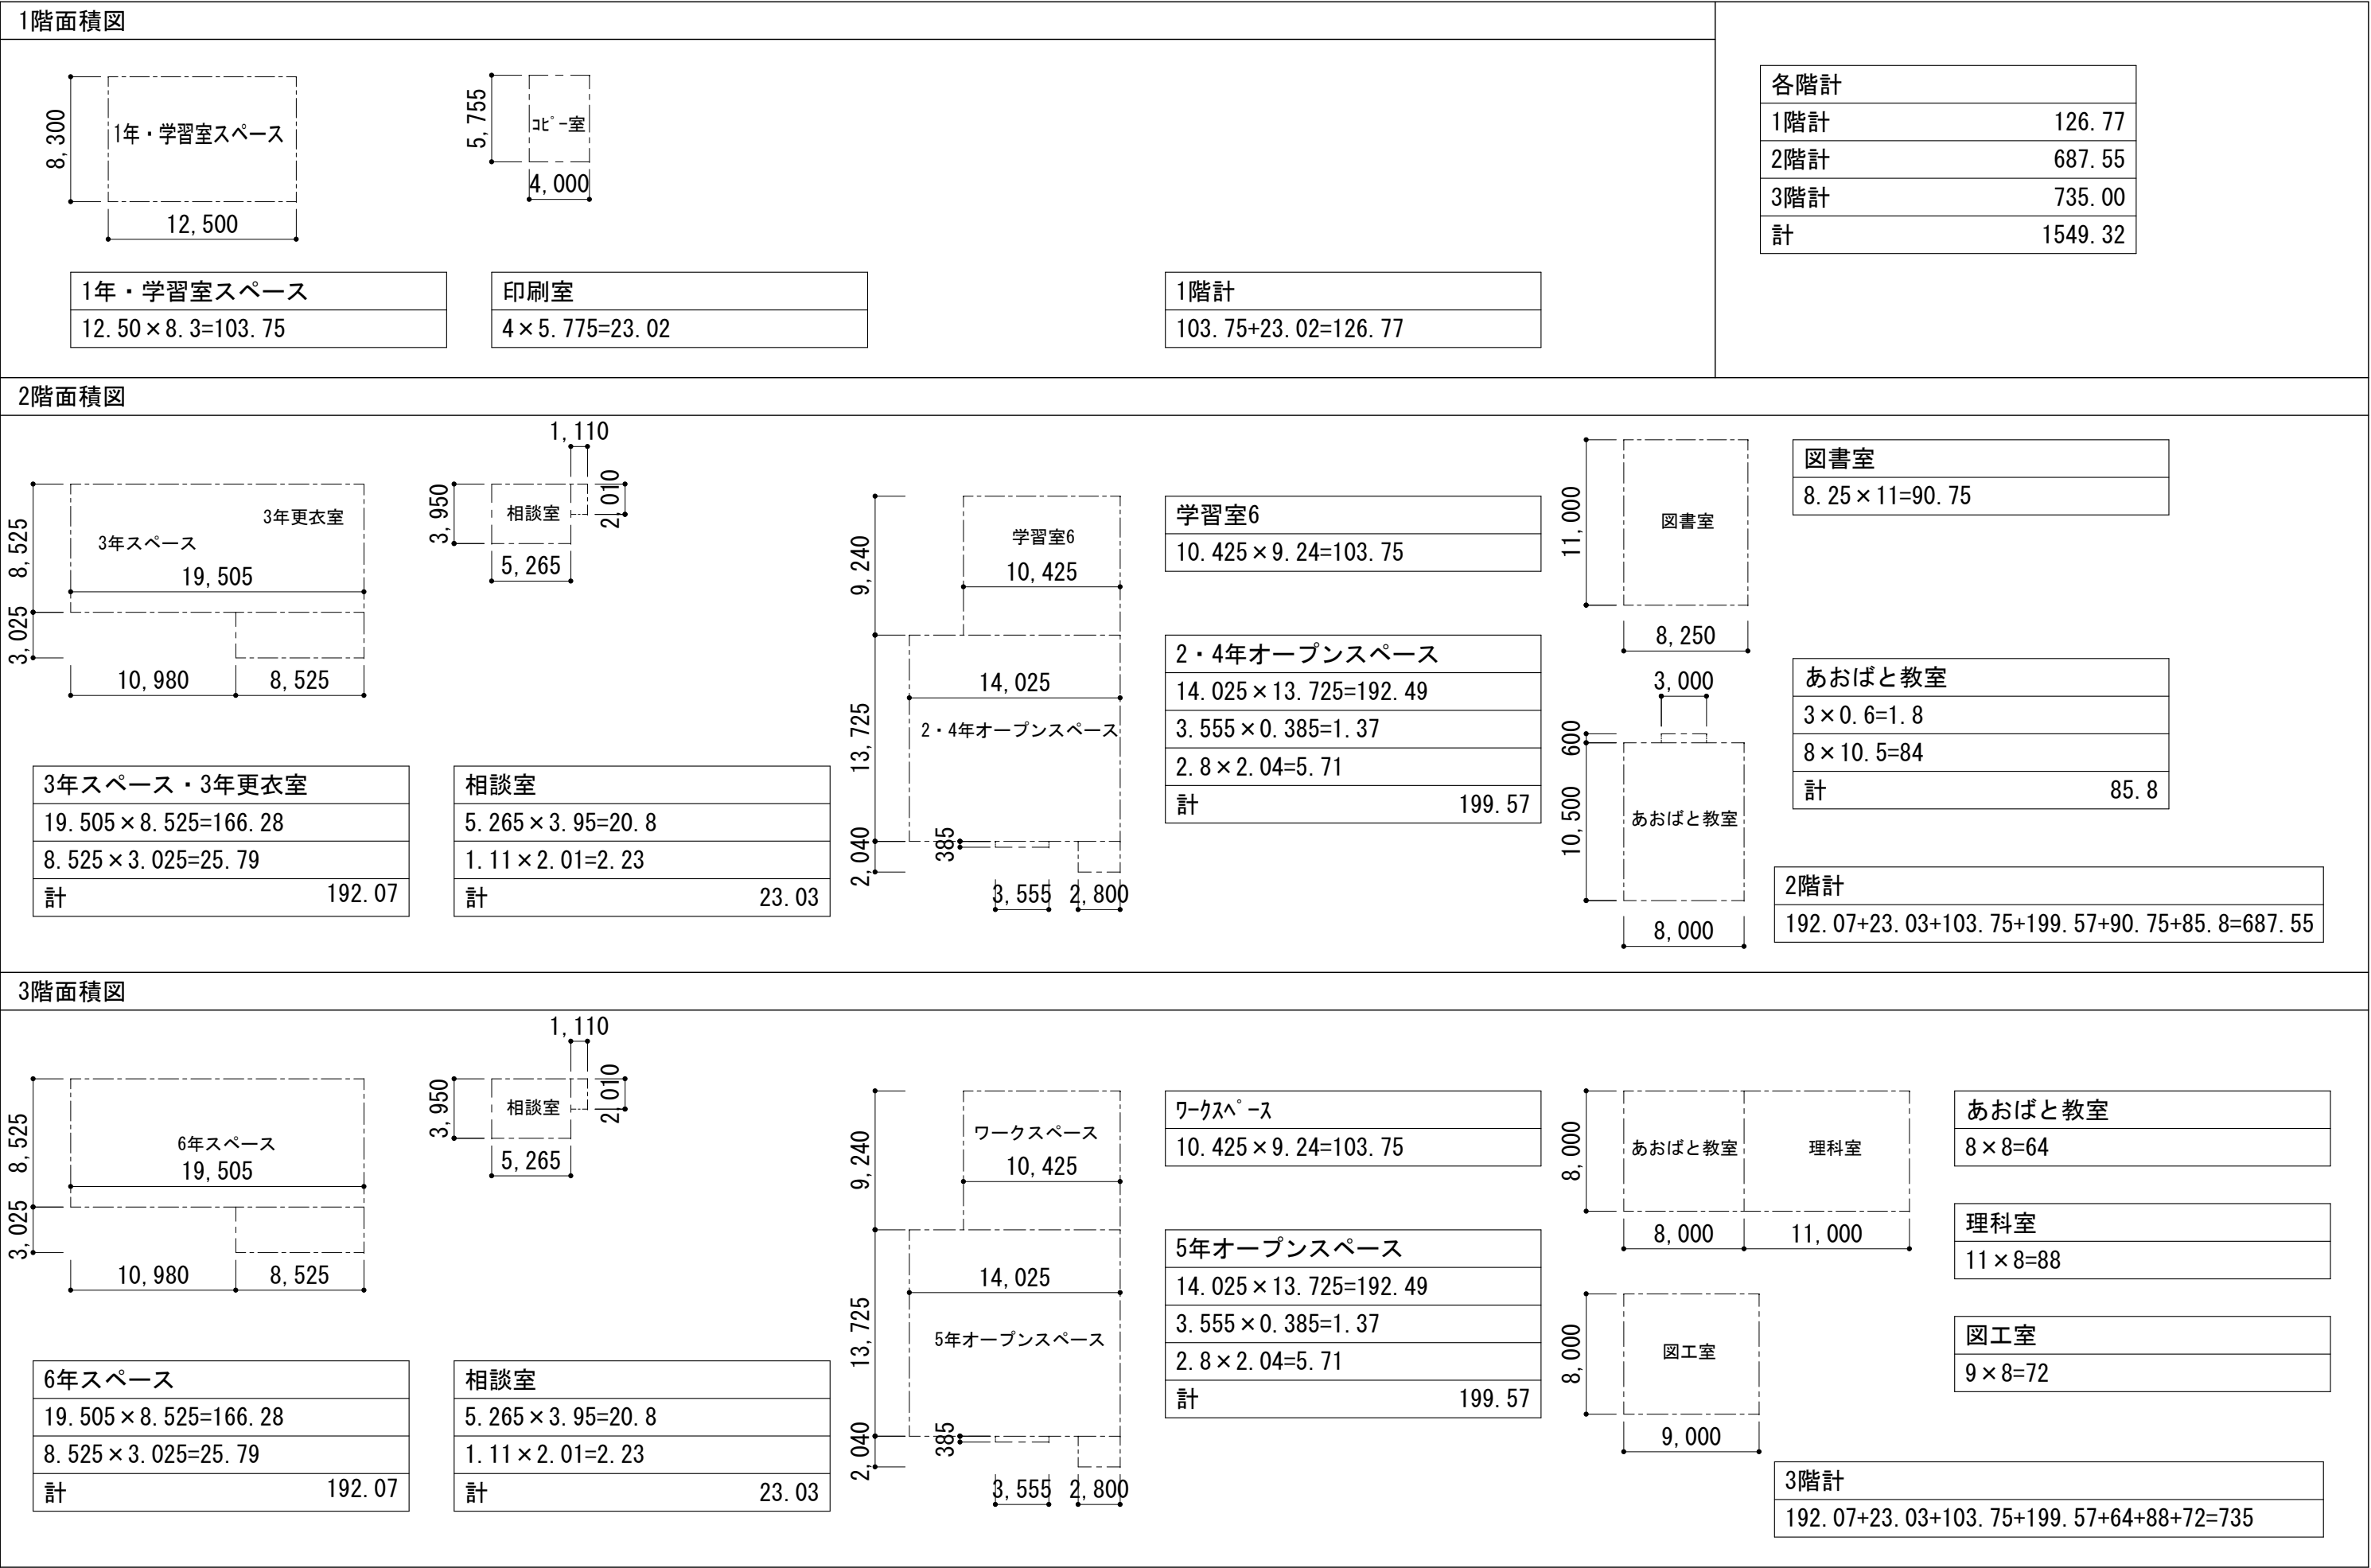 1階面積図
8,300
1年・学習室スペース
12,500
5,755
ｺﾋﾟｰ室
4,000
1年・学習室スペース
12.50×8.3=103.75
印刷室
4×5.775=23.02
1階計
103.75+23.02=126.77
各階計
1階計 126.77
2階計 687.55
3階計 735.00
計 1549.32
2階面積図
8,525
3,025
3年更衣室
3年スペース
19,505
10,980
8,525
3年スペース・3年更衣室
19.505×8.525=166.28
8.525×3.025=25.79
計 192.07
1,110
3,950
相談室
2,010
5,265
相談室
5.265×3.95=20.8
1.11×2.01=2.23
計 23.03
9,240
学習室6
10,425
13,725
14,025
2・4年オープンスペース
2,040
385
3,555
2,800
学習室6
10.425×9.24=103.75
2・4年オープンスペース
14.025×13.725=192.49
3.555×0.385=1.37
2.8×2.04=5.71
計 199.57
11,000
図書室
8,250
図書室
8.25×11=90.75
3,000
600
10,500
あおばと教室
8,000
あおばと教室
3×0.6=1.8
8×10.5=84
計 85.8
2階計
192.07+23.03+103.75+199.57+90.75+85.8=687.55
3階面積図
8,525
3,025
6年スペース
19,505
10,980
8,525
6年スペース
19.505×8.525=166.28
8.525×3.025=25.79
計 192.07
1,110
3,950
相談室
2,010
5,265
相談室
5.265×3.95=20.8
1.11×2.01=2.23
計 23.03
9,240
ワークスペース
10,425
13,725
14,025
5年オープンスペース
2,040
385
3,555
2,800
ﾜｰｸｽﾍﾟｰｽ
10.425×9.24=103.75
5年オープンスペース
14.025×13.725=192.49
3.555×0.385=1.37
2.8×2.04=5.71
計 199.57
8,000
あおばと教室
理科室
8,000
11,000
8,000
図工室
9,000
あおばと教室
8×8=64
理科室
11×8=88
図工室
9×8=72
3階計
192.07+23.03+103.75+199.57+64+88+72=735